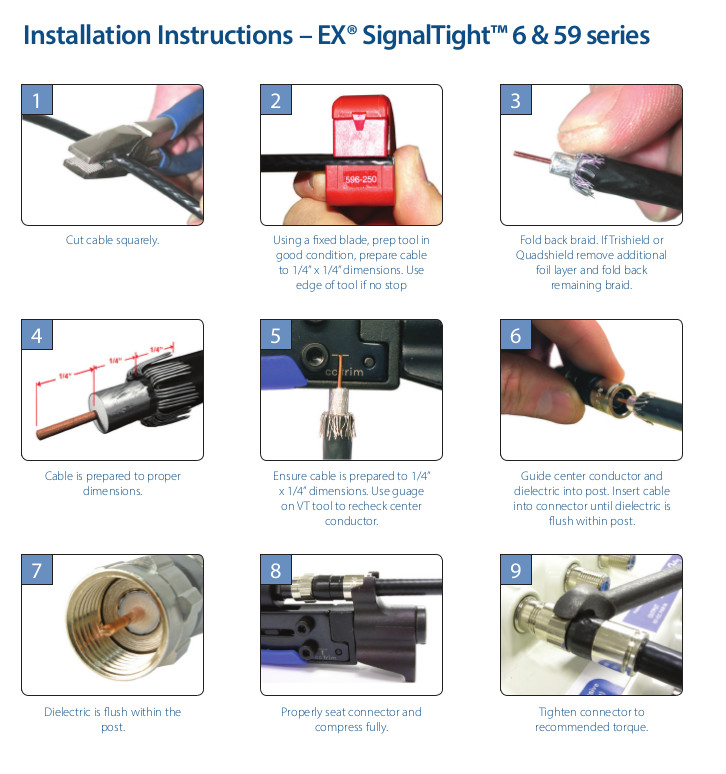 Installation Instructions – EX® SignalTight™ 6 & 59 series
1
2
596-250
3
Cut cable squarely.
Using a fixed blade, prep tool in
good condition, prepare cable
to 1/4” x 1/4” dimensions. Use
edge of tool if no stop
Fold back braid. If Trishield or
Quadshield remove additional
foil layer and fold back
remaining braid.
4
1/4"
1/4"
1/4"
5
cctrim
6
Cable is prepared to proper
dimensions.
Ensure cable is prepared to 1/4”
x 1/4” dimensions. Use guage
on VT tool to recheck center
conductor.
Guide center conductor and
dielectric into post. Insert cable
into connector until dielectric is
flush within post.
7
8
9
Dielectric is flush within the
post.
Properly seat connector and
compress fully.
Tighten connector to
recommended torque.